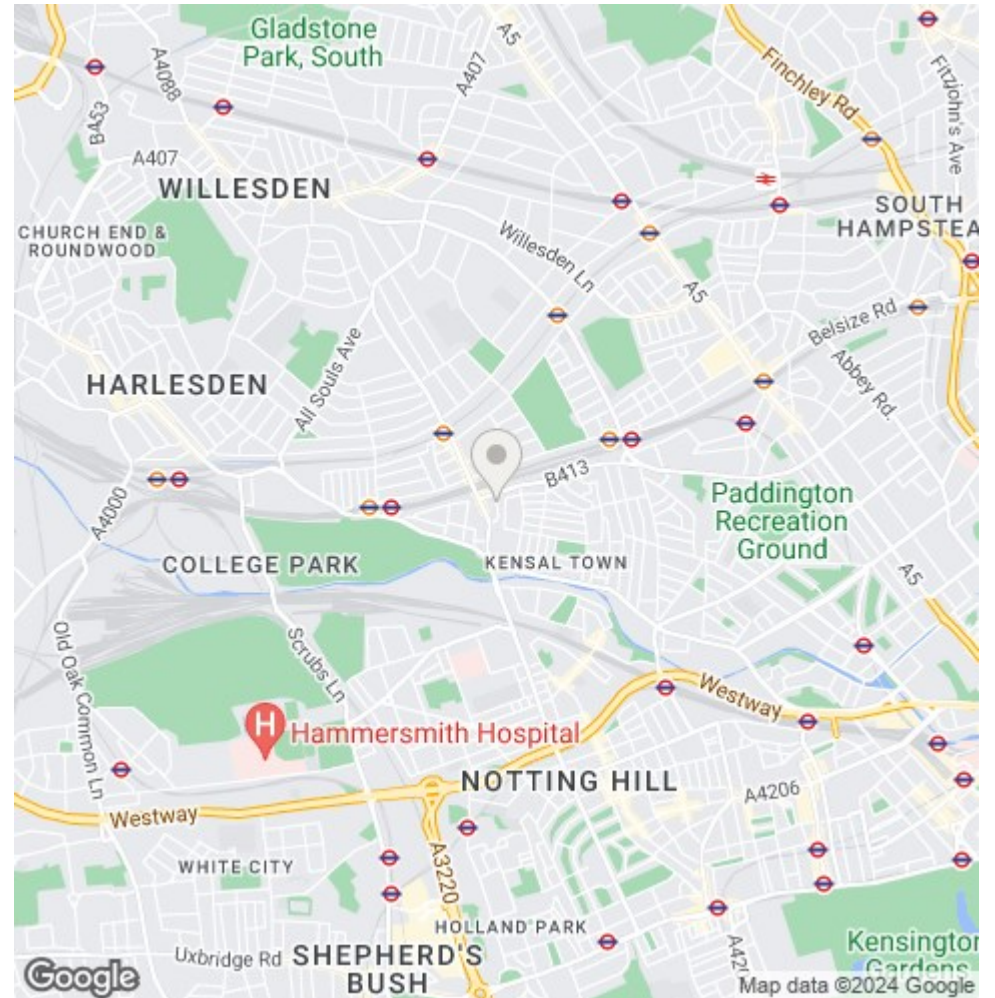 Gladstone
Park, South
A5
A4088
A407
Finchley Rd
Fitzjohn's Ave
B453
A407
WILLESDEN
SOUTH
HAMPSTEA
CHURCH END &
ROUNDWOOD
Willesden Ln
A5
Belsize Rd
All Souls Ave
Abbey Rd.
HARLESDEN
B413
A4000
Paddington
Recreation
Ground
COLLEGE PARK
KENSAL TOWN
A5
Old Oak Common Ln
Scrubs Ln
Westway
H
Hammersmith Hospital
NOTTING HILL
A4206
Westway
WHITE CITY
A3220
HOLLAND PARK
Uxbridge Rd
SHEPHERD'S
BUSH
Kensington
Gardens
Google
Map data ©2024 Google